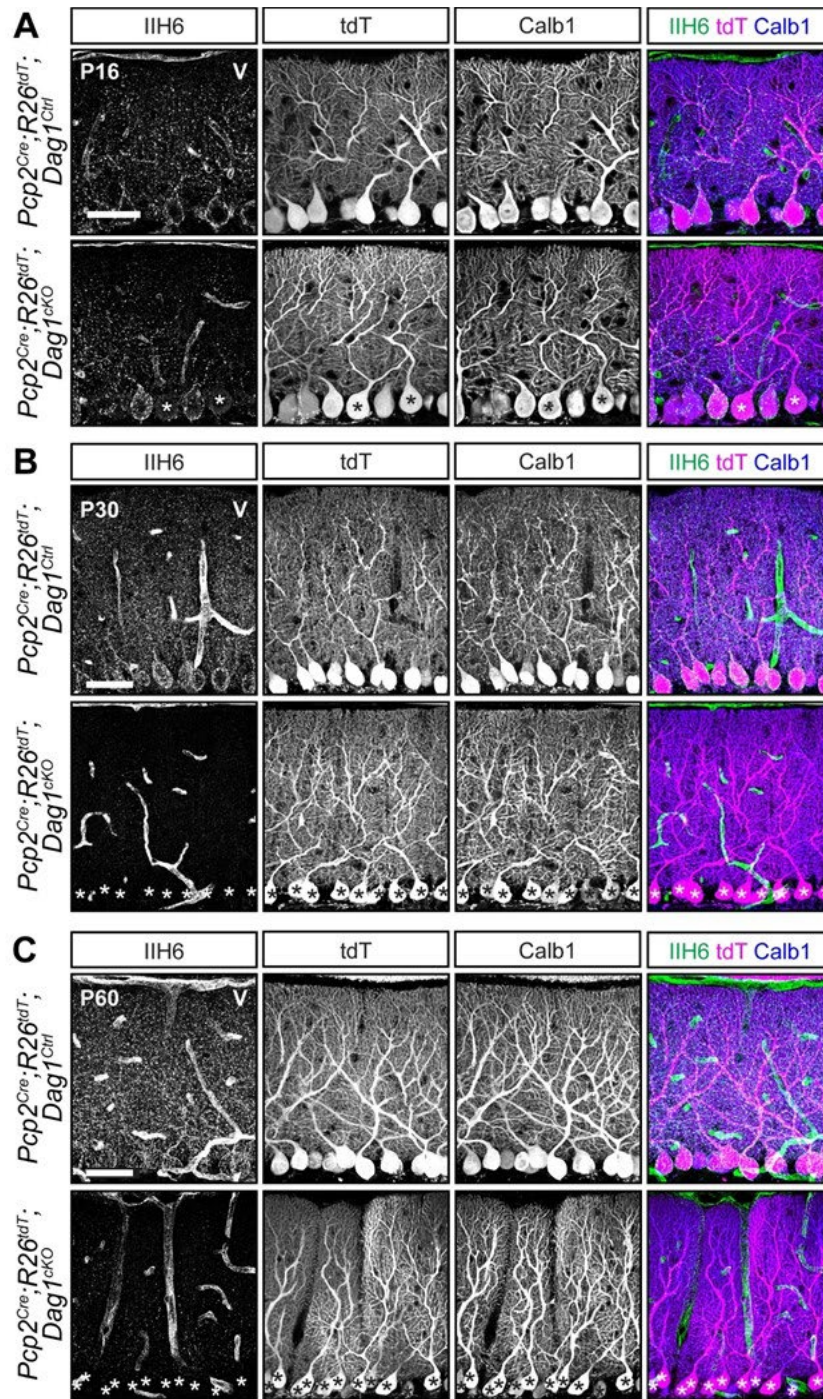 A
IIH6 tdT Calb1 IIH6 tdT Calb1
P16 V
Pcp2Cre;R26tdT;
Dag1Ctrl
Pcp2Cre;R26tdT;
Dag1cKO
* * * * * * * *
B
IIH6 tdT Calb1 IIH6 tdT Calb1
P30 V
Pcp2Cre;R26tdT;
Dag1Ctrl
Pcp2Cre;R26tdT;
Dag1cKO
C
IIH6 tdT Calb1 IIH6 tdT Calb1
P60 V
Pcp2Cre;R26tdT;
Dag1Ctrl
Pcp2Cre;R26tdT;
Dag1cKO